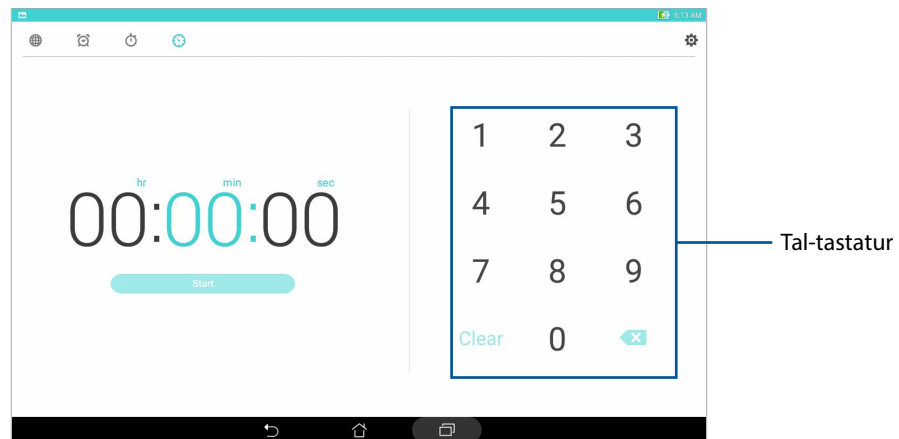 6:13 AM
hr min sec
00:00:00
Start
1 2 3
4 5 6
7 8 9
Clear 0
Tal-tastatur